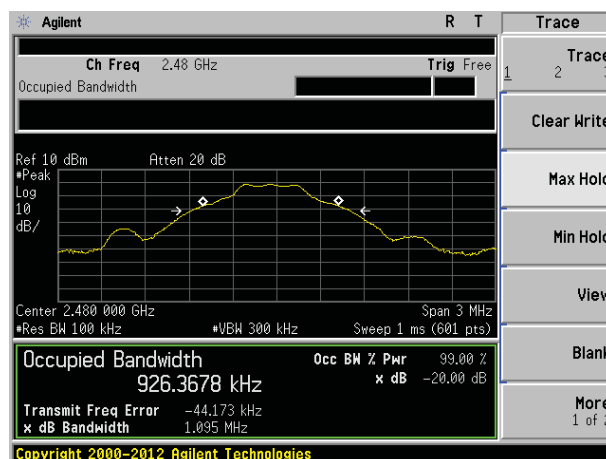 Agilent R T Trace
Ch Freq 2.48 GHz Trig Free
Occupied Bandwidth
Trace
1 2
Clear Write
Max Hold
Min Hold
View
Blank
More
1 of 2
Ref 10 dBm Atten 20 dB
#Peak
Log
10
dB/
Center 2.480 000 GHz Span 3 MHz
#Res BW 100 kHz #VBW 300 kHz Sweep 1 ms (601 pts)
Occupied Bandwidth
926.3678 kHz
Occ BW % Pwr 99.00 %
x dB -20.00 dB
Transmit Freq Error -44.173 kHz
x dB Bandwidth 1.095 MHz
Copyright 2000-2012 Agilent Technologies